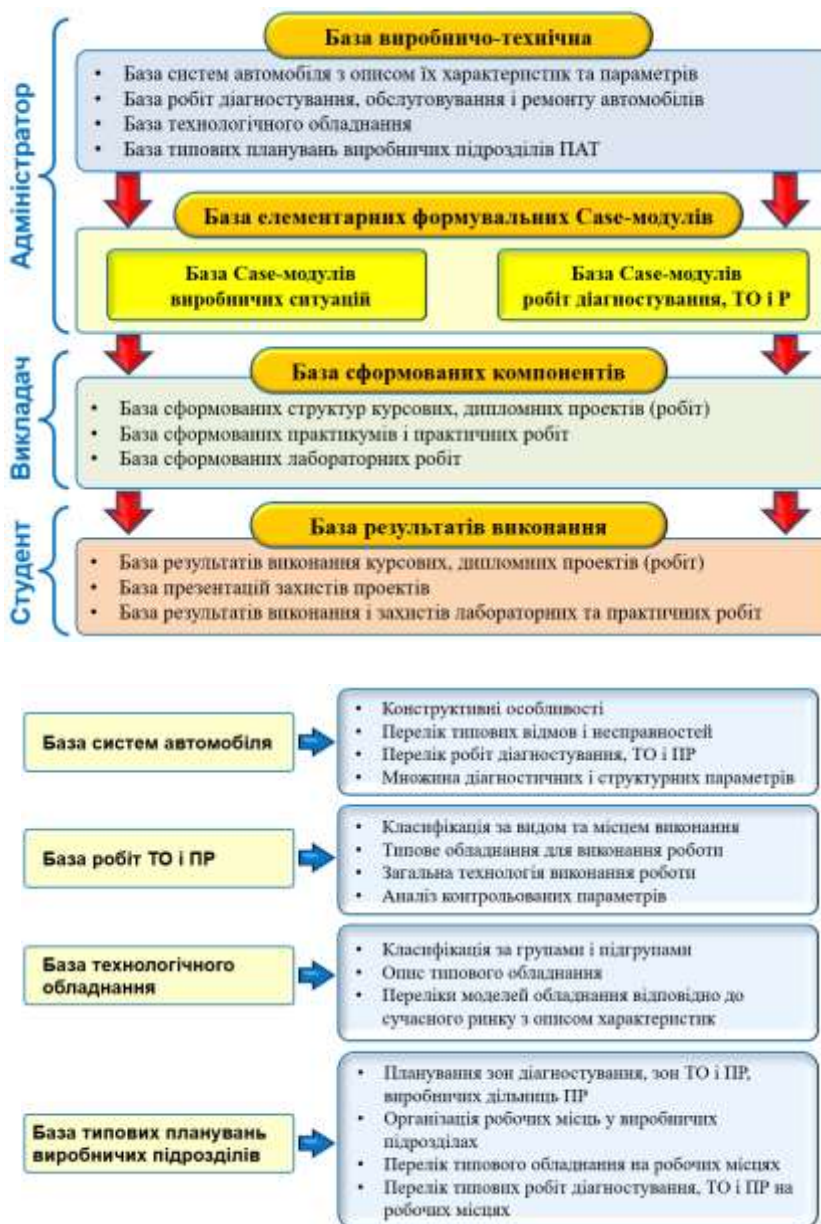 База виробничо-технічна
Адміністратор
• База систем автомобіля з описом їх характеристик та параметрів
• База робіт діагностування, обслуговування і ремонту автомобілів
• База технологічного обладнання
• База типових планувань виробничих підрозділів ПАТ
База елементарних формувальних Case-модулів
База Case-модулів
виробничих ситуацій
База Case-модулів
робіт діагностування, ТО і Р
База сформованих компонентів
Викладач
• База сформованих структур курсових, дипломних проектів (робіт)
• База сформованих практикумів і практичних робіт
• База сформованих лабораторних робіт
База результатів виконання
Студент
• База результатів виконання курсових, дипломних проектів (робіт)
• База презентацій захистів проектів
• База результатів виконання і захистів лабораторних та практичних робіт
База систем автомобіля
• Конструктивні особливості
• Перелік типових відмов і несправностей
• Перелік робіт діагностування, ТО і ПР
• Множина діагностичних і структурних параметрів
База робіт ТО і ПР
• Класифікація за видом та місцем виконання
• Типове обладнання для виконання роботи
• Загальна технологія виконання роботи
• Аналіз контрольованих параметрів
База технологічного
обладнання
• Класифікація за групами і підгрупами
• Опис типового обладнання
• Переліки моделей обладнання відповідно до
сучасного ринку з описом характеристик
База типових планувань
виробничих підрозділів
• Планування зон діагностування, зон ТО і ПР,
виробничих дільниць ПР
• Організація робочих місць у виробничих
підрозділах
• Перелік типового обладнання на робочих місцях
• Перелік типових робіт діагностування, ТО і ПР на
робочих місцях